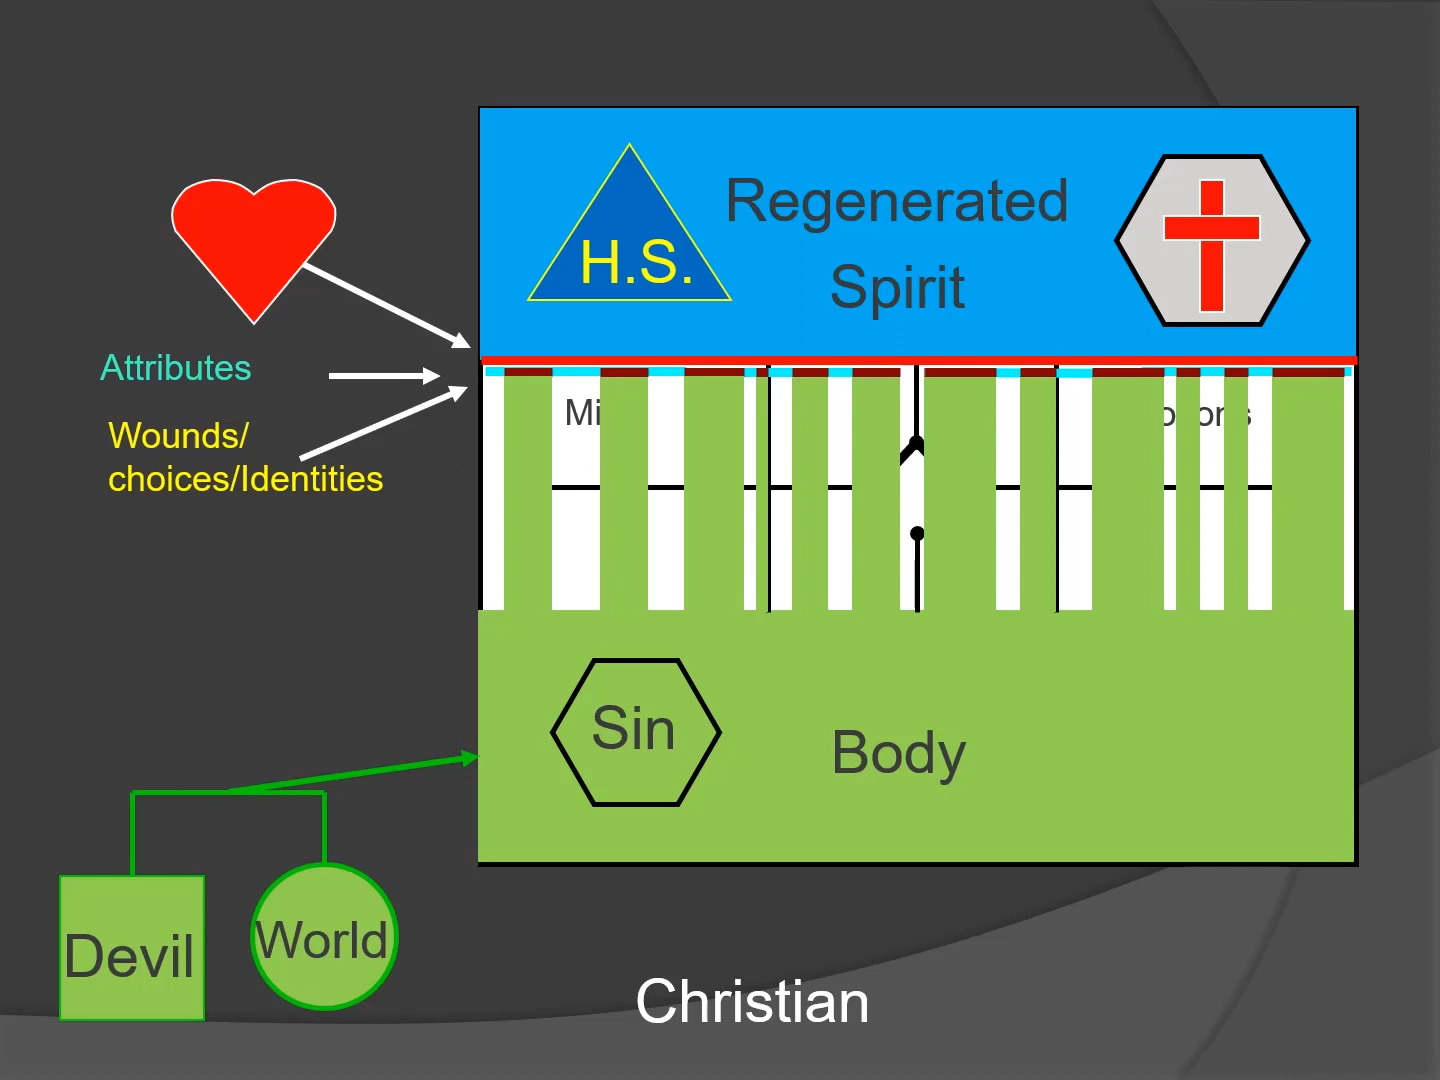 Regenerated
Spirit
H.S.
Attributes
Wounds/
choices/Identities
Sin
Body
Devil
World
Christian